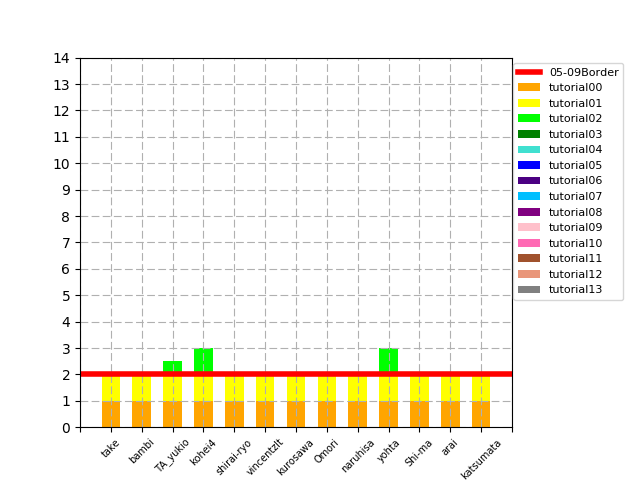 14
13
12
11
10
9
8
7
6
5
4
3
2
1
0
take
bambi
TA_yukio
kohei4
shirai-ryo
vincentzlt
kurosawa
Omori
naruhisa
yohta
Shi-ma
arai
katsumata
05-09Border
tutorial00
tutorial01
tutorial02
tutorial03
tutorial04
tutorial05
tutorial06
tutorial07
tutorial08
tutorial09
tutorial10
tutorial11
tutorial12
tutorial13